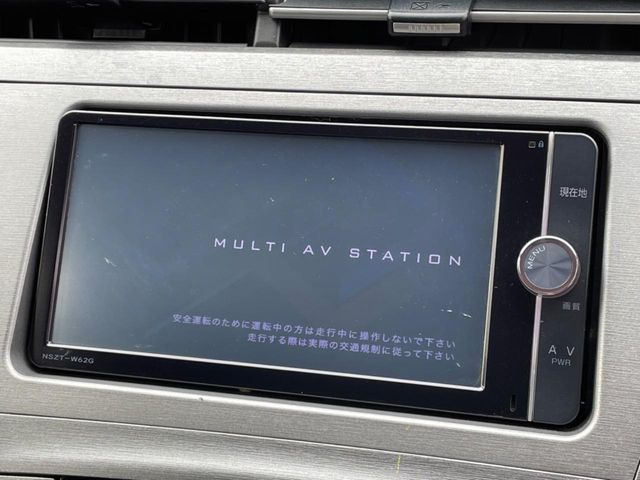 MULTI AV STATION
安全運転のために運転中の方は走行中に操作しないで下さい
走行する際は実際の交通規制に従って下さい
NSZT-W62G
現在地
MENU
画質
A V
PWR